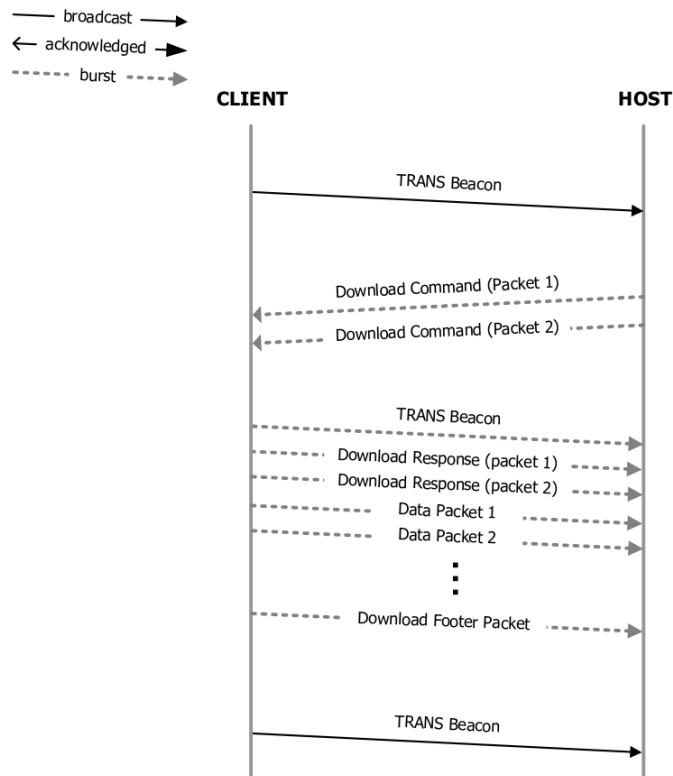 broadcast
acknowledged
burst
CLIENT HOST
TRANS Beacon
Download Command (Packet 1)
Download Command (Packet 2)
TRANS Beacon
Download Response (packet 1)
Download Response (packet 2)
Data Packet 1
Data Packet 2
Download Footer Packet
TRANS Beacon